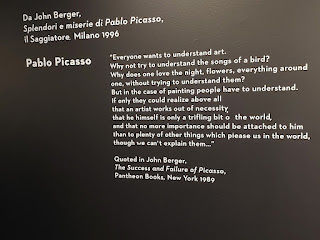 Da John Berger,
Splendori e miserie di Pablo Picasso,
il Saggiatore, Milano 1996
Pablo Picasso
"Everyone wants to understand art.
Why not try to understand the songs of a bird?
Why does one love the night, flowers, everything around
one, without trying to understand them?
But in the case of painting people have to understand.
If only they could realize above all
that an artist works out of necessity,
that he himself is only a trifling bit o the world,
and that no more importance should be attached to him
than to plenty of other things which please us in the world,
though we can't explain them..."
Quoted in John Berger,
The Success and Failure of Picasso,
Pantheon Books, New York 1989